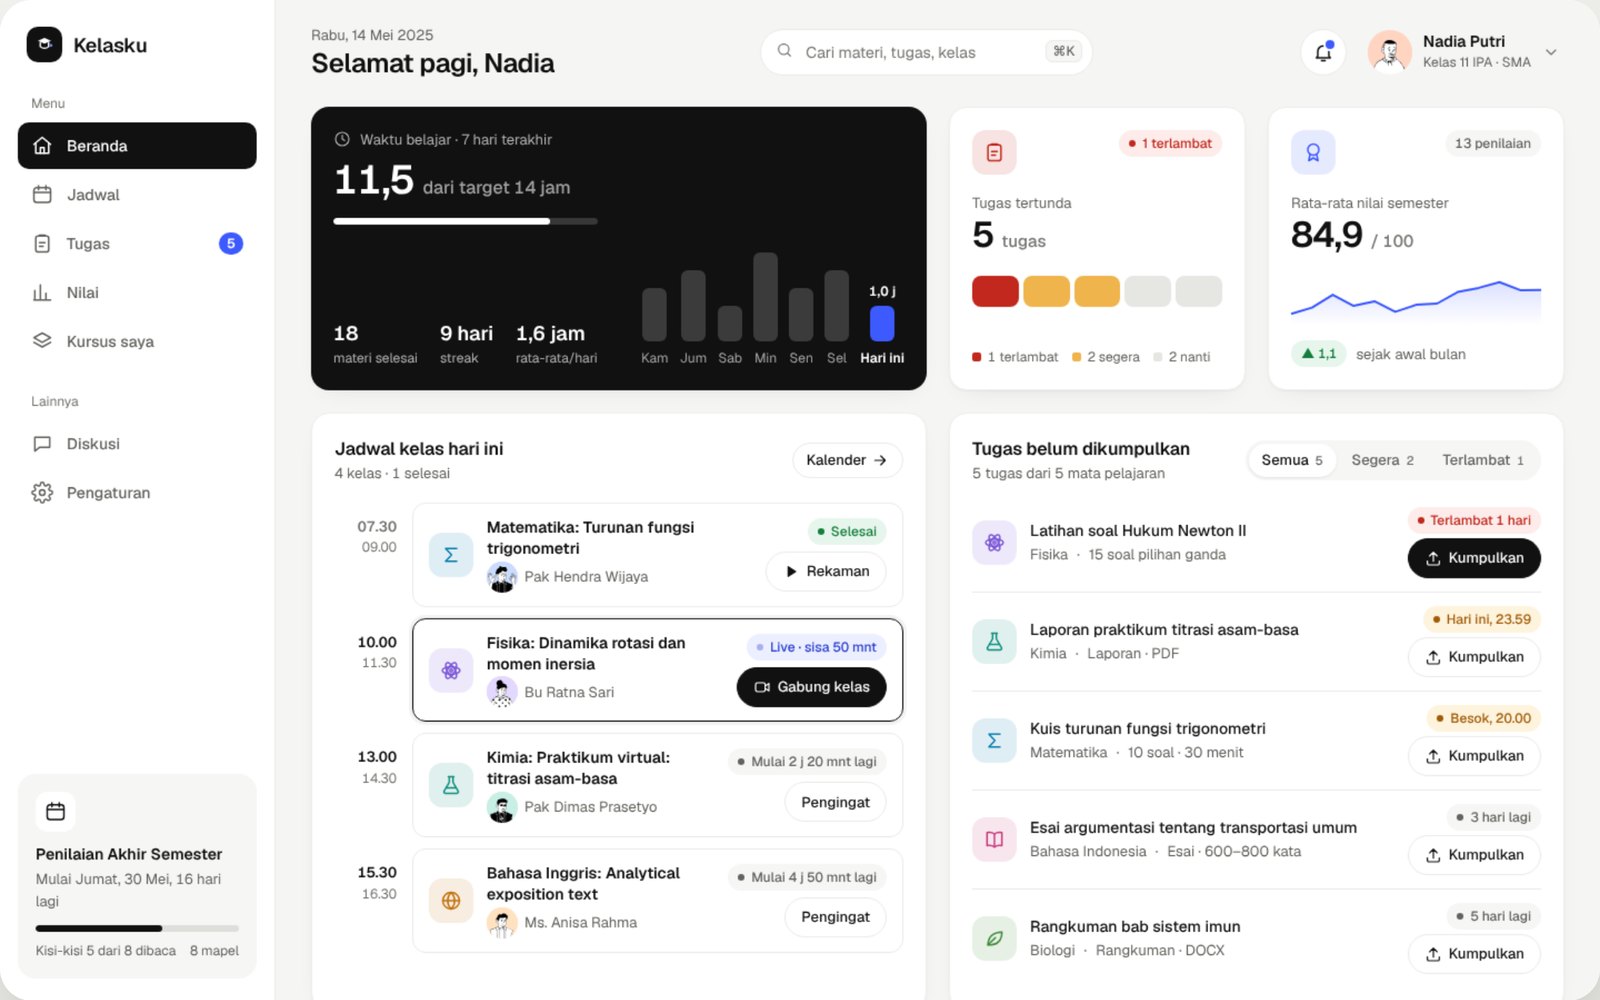 Kelasku
Menu
Beranda
Jadwal
Tugas 5
Nilai
Kursus saya
Lainnya
Diskusi
Pengaturan
Penilaian Akhir Semester
Mulai Jumat, 30 Mei, 16 hari
lagi
Kisi-kisi 5 dari 8 dibaca 8 mapel
Rabu, 14 Mei 2025
Selamat pagi, Nadia
Cari materi, tugas, kelas ⌘K
Nadia Putri
Kelas 11 IPA · SMA
Waktu belajar · 7 hari terakhir
11,5 dari target 14 jam
18
materi selesai
9 hari
streak
1,6 jam
rata-rata/hari
1,0 j
Kam Jum Sab Min Sen Sel Hari ini
1 terlambat
Tugas tertunda
5 tugas
1 terlambat 2 segera 2 nanti
13 penilaian
Rata-rata nilai semester
84,9 / 100
▲ 1,1 sejak awal bulan
Jadwal kelas hari ini
4 kelas · 1 selesai
Kalender →
07.30
09.00
Matematika: Turunan fungsi
trigonometri
Pak Hendra Wijaya
Selesai
Rekaman
10.00
11.30
Fisika: Dinamika rotasi dan
momen inersia
Bu Ratna Sari
Live · sisa 50 mnt
Gabung kelas
13.00
14.30
Kimia: Praktikum virtual:
titrasi asam-basa
Pak Dimas Prasetyo
Mulai 2 j 20 mnt lagi
Pengingat
15.30
16.30
Bahasa Inggris: Analytical
exposition text
Ms. Anisa Rahma
Mulai 4 j 50 mnt lagi
Pengingat
Tugas belum dikumpulkan
5 tugas dari 5 mata pelajaran
Semua 5 Segera 2 Terlambat 1
Latihan soal Hukum Newton II
Fisika · 15 soal pilihan ganda
Terlambat 1 hari
Kumpulkan
Laporan praktikum titrasi asam-basa
Kimia · Laporan · PDF
Hari ini, 23.59
Kumpulkan
Kuis turunan fungsi trigonometri
Matematika · 10 soal · 30 menit
Besok, 20.00
Kumpulkan
Esai argumentasi tentang transportasi umum
Bahasa Indonesia · Esai · 600–800 kata
3 hari lagi
Kumpulkan
Rangkuman bab sistem imun
Biologi · Rangkuman · DOCX
5 hari lagi
Kumpulkan